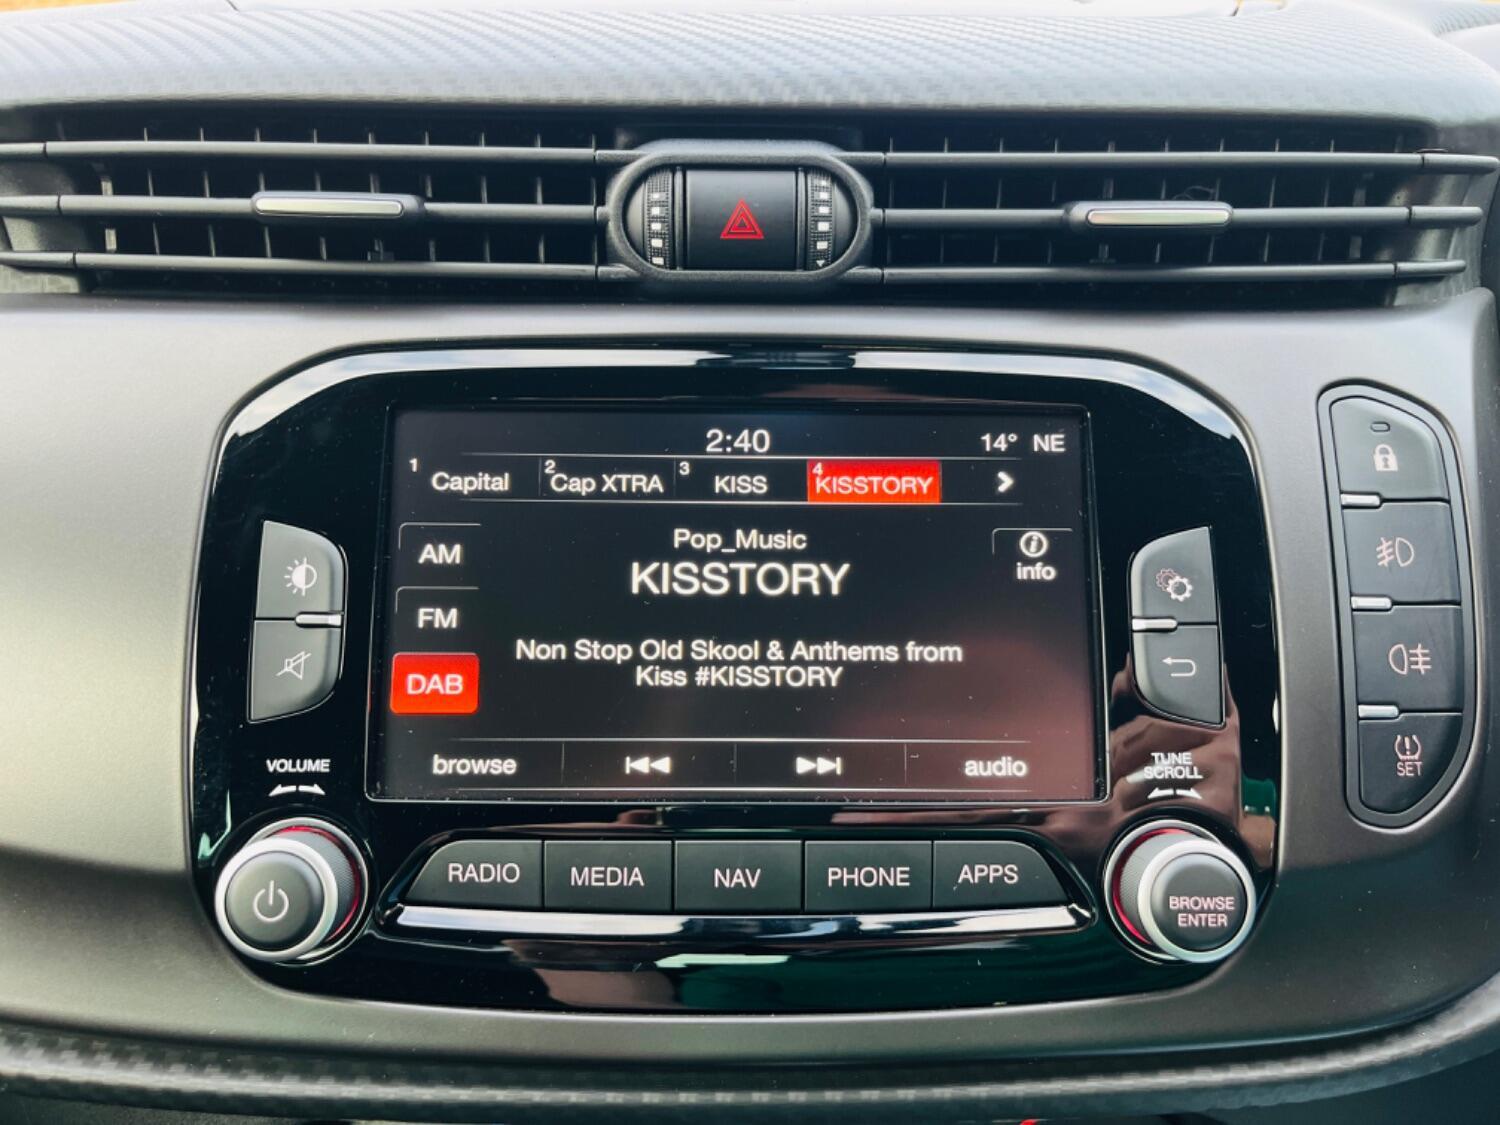 2:40
14° NE
1 Capital
2 Cap XTRA
3 KISS
4 KISSTORY
AM
Pop_Music
info
KISSTORY
FM
Non Stop Old Skool & Anthems from
Kiss #KISSTORY
DAB
browse
audio
VOLUME
TUNE
SCROLL
SET
RADIO
MEDIA
NAV
PHONE
APPS
BROWSE
ENTER